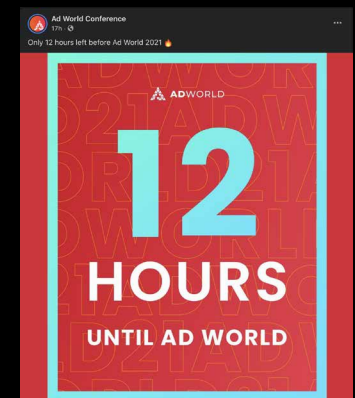 Ad World Conference
17h ·
Only 12 hours left before Ad World 2021 🔥
ADWORLD
12
HOURS
UNTIL AD WORLD